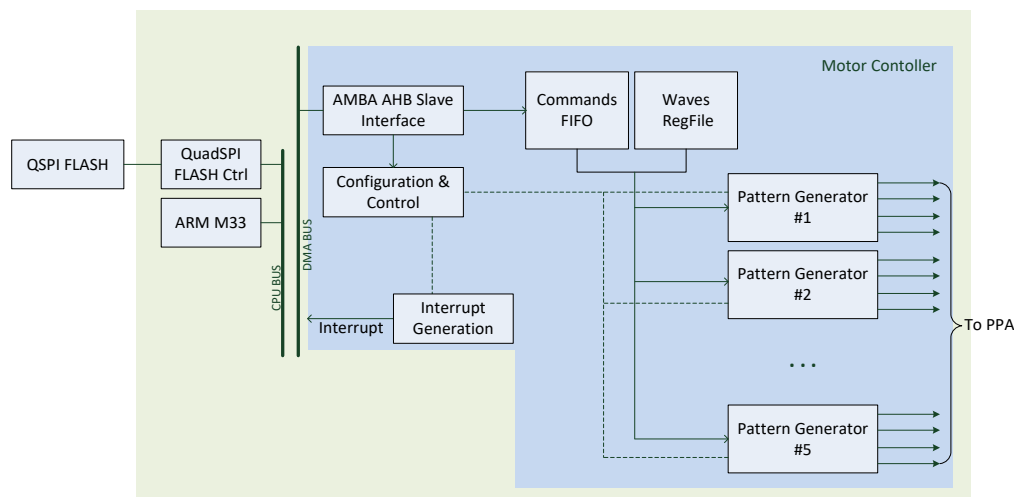 Motor Contoller
AMBA AHB Slave
Interface
Commands
FIFO
Waves
RegFile
QSPI FLASH
QuadSPI
FLASH Ctrl
Configuration &
Control
ARM M33
CPU BUS
DMA BUS
Interrupt
Generation
Interrupt
Pattern Generator
#1
Pattern Generator
#2
...
Pattern Generator
#5
To PPA